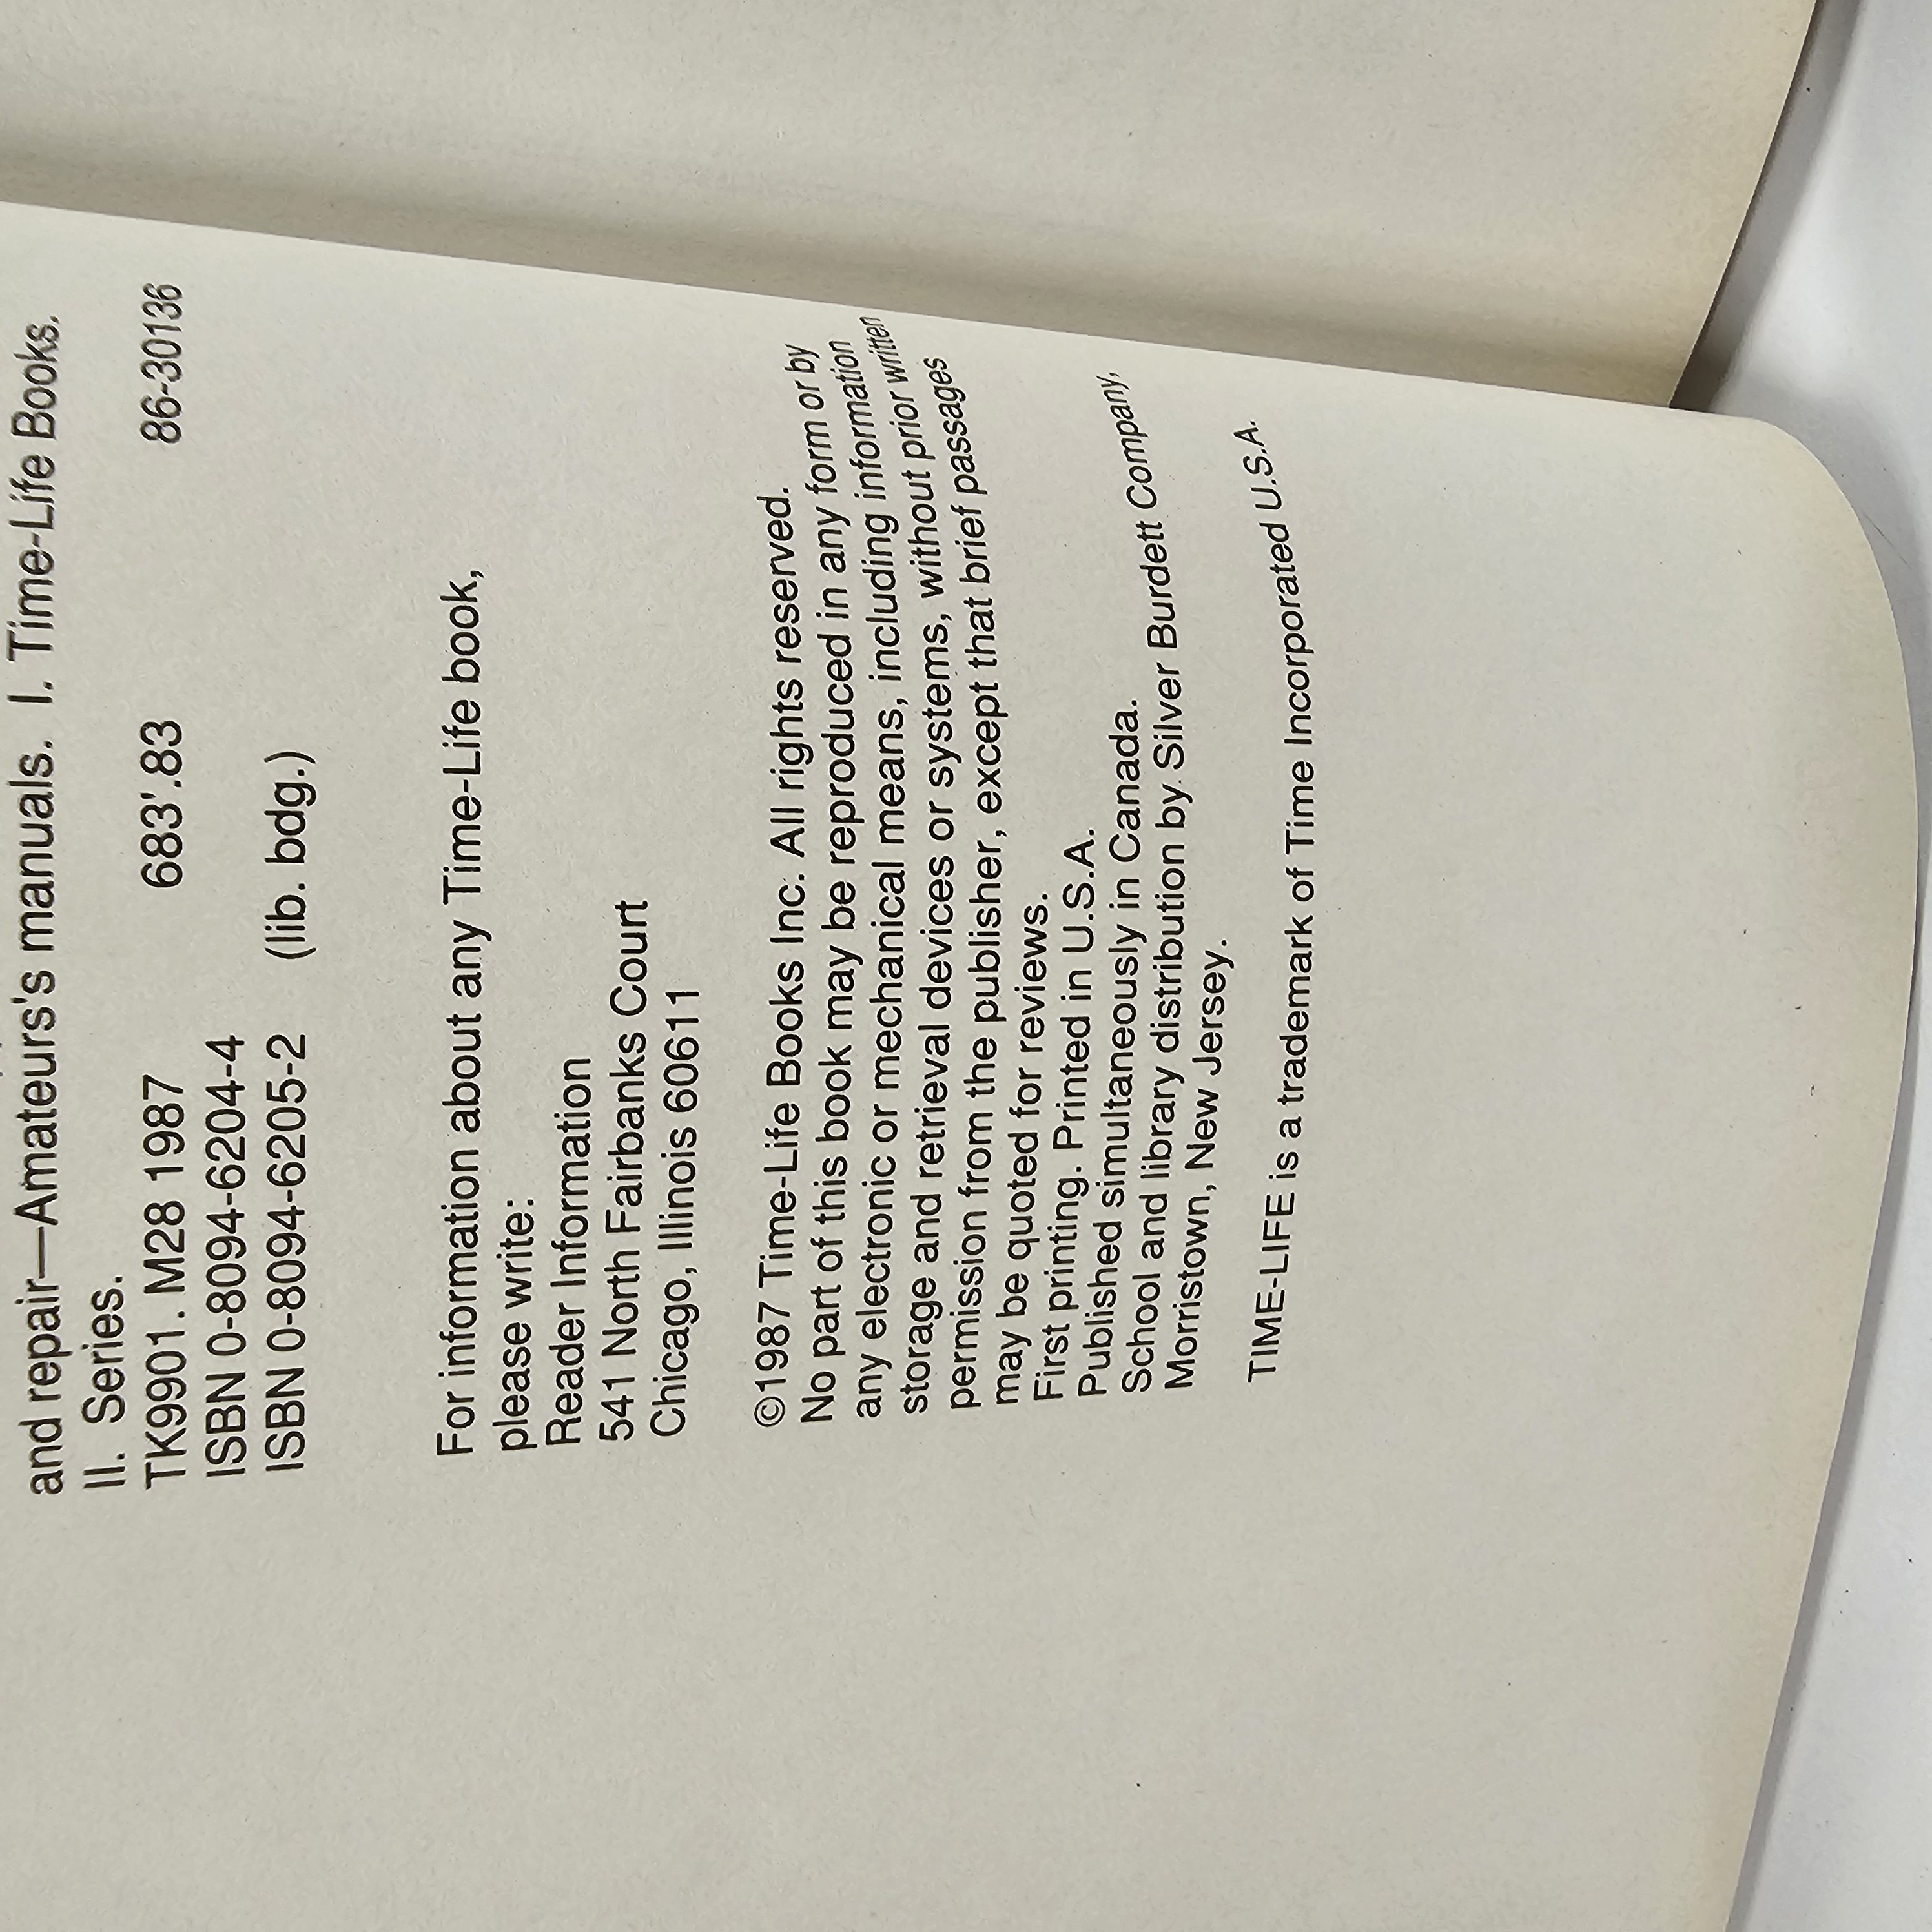 and repair—Amateurs's manuals. I. Time-Life Books.
II. Series.
TK9901. M28 1987 683'.83 86-30136
ISBN 0-8094-6204-4
ISBN 0-8094-6205-2 (lib. bdg.)
For information about any Time-Life book,
please write:
Reader Information
541 North Fairbanks Court
Chicago, Illinois 60611
©1987 Time-Life Books Inc. All rights reserved.
No part of this book may be reproduced in any form or by
any electronic or mechanical means, including information
storage and retrieval devices or systems, without prior written
permission from the publisher, except that brief passages
may be quoted for reviews.
First printing. Printed in U.S.A.
Published simultaneously in Canada.
School and library distribution by Silver Burdett Company,
Morristown, New Jersey.
TIME-LIFE is a trademark of Time Incorporated U.S.A.